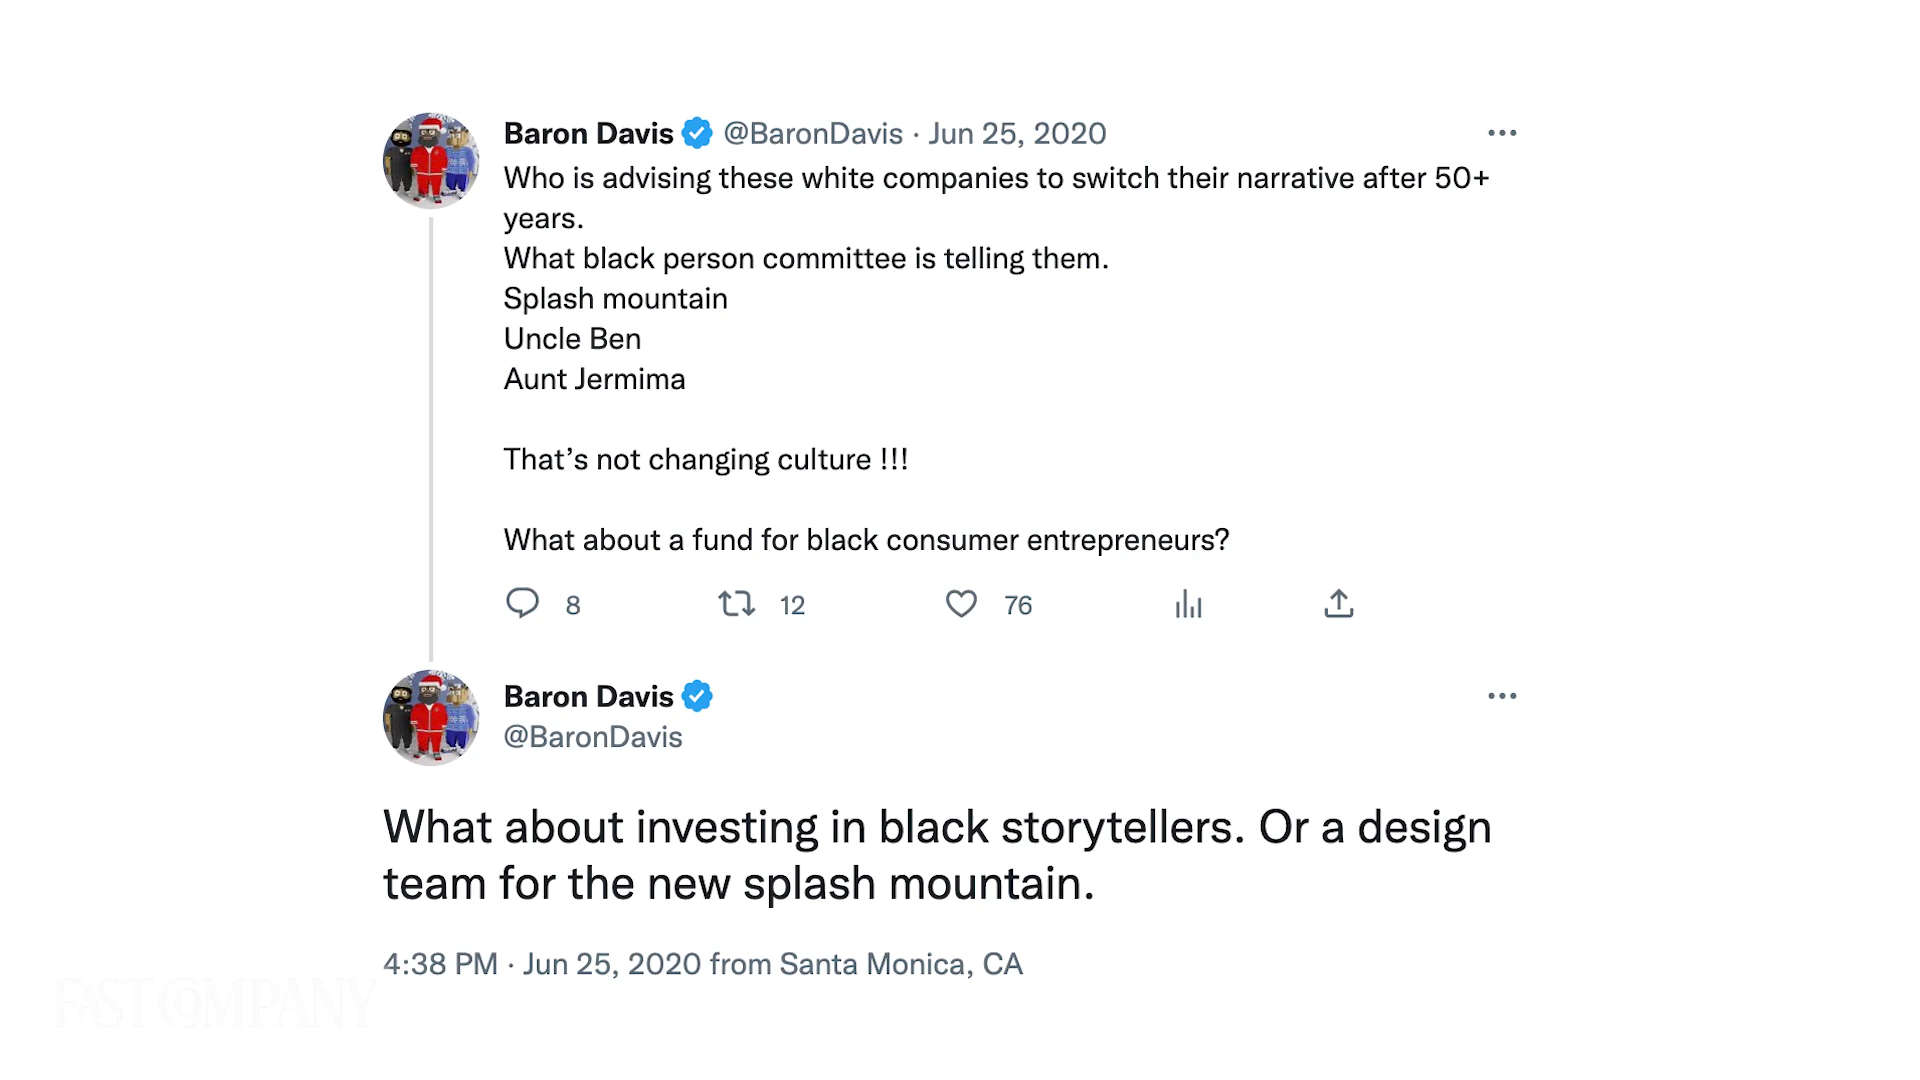 Baron Davis @BaronDavis · Jun 25, 2020
Who is advising these white companies to switch their narrative after 50+
years.
What black person committee is telling them.
Splash mountain
Uncle Ben
Aunt Jermima
That’s not changing culture !!!
What about a fund for black consumer entrepreneurs?
8 12 76
Baron Davis
@BaronDavis
What about investing in black storytellers. Or a design
team for the new splash mountain.
4:38 PM · Jun 25, 2020 from Santa Monica, CA
FAST COMPANY